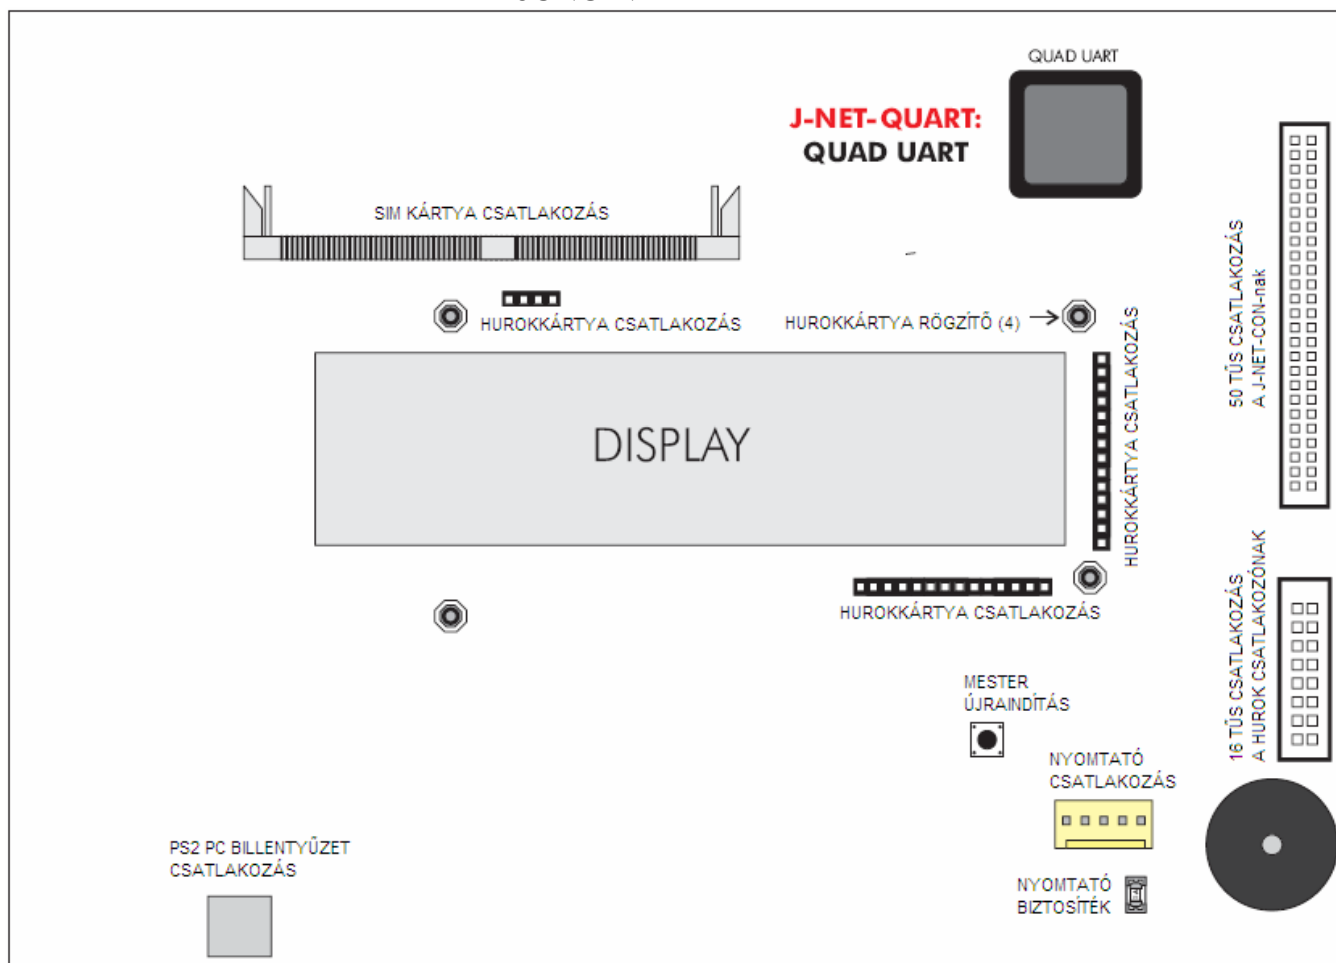 QUAD UART
J-NET-QUART:
QUAD UART
SIM KÁRTYA CSATLAKOZÁS
HUROKKÁRTYA CSATLAKOZÁS
HUROKKÁRTYA RÖGZÍTŐ (4)
HUROKKÁRTYA CSATLAKOZÁS
50 TŰS CSATLAKOZÁS
A J-NET-CON-nak
DISPLAY
HUROKKÁRTYA CSATLAKOZÁS
16 TŰS CSATLAKOZÁS
A HUROK CSATLAKOZÓNAK
MESTER
ÚJRAINDÍTÁS
NYOMTATÓ
CSATLAKOZÁS
PS2 PC BILLENTYŰZET
CSATLAKOZÁS
NYOMTATÓ
BIZTOSÍTÉK